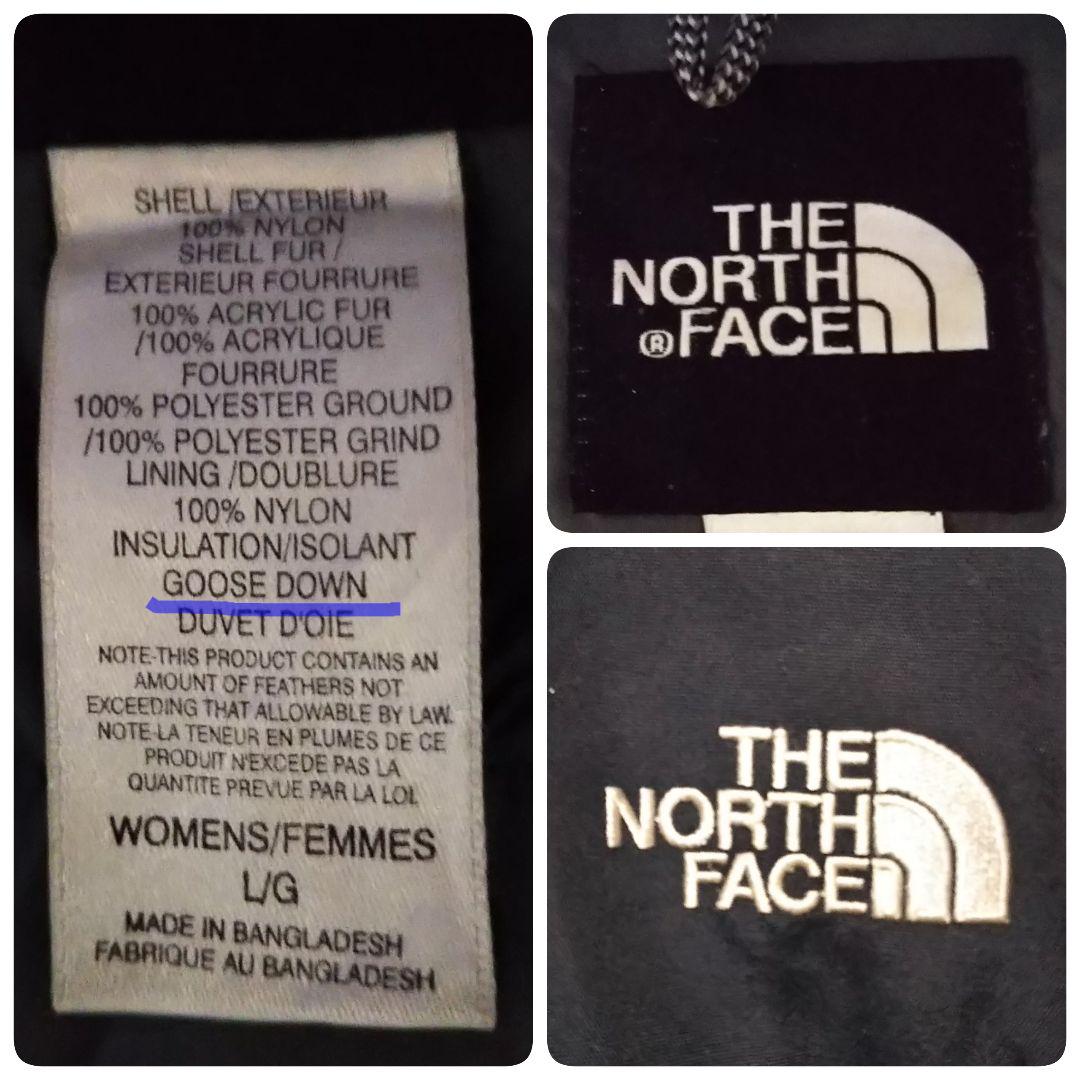 SHELL /EXTERIEUR
100% NYLON
SHELL FUR /
EXTERIEUR FOURRURE
100% ACRYLIC FUR
/100% ACRYLIQUE
FOURRURE
100% POLYESTER GROUND
/100% POLYESTER GRIND
LINING /DOUBLURE
100% NYLON
INSULATION/ISOLANT
GOOSE DOWN
DUVET D'OIE
NOTE-THIS PRODUCT CONTAINS AN
AMOUNT OF FEATHERS NOT
EXCEEDING THAT ALLOWABLE BY LAW.
NOTE-LA TENEUR EN PLUMES DE CE
PRODUIT N'EXCEDE PAS LA
QUANTITE PREVUE PAR LA LOI.
WOMENS/FEMMES
L/G
MADE IN BANGLADESH
FABRIQUE AU BANGLADESH
THE
NORTH
®FACE
THE
NORTH
FACE